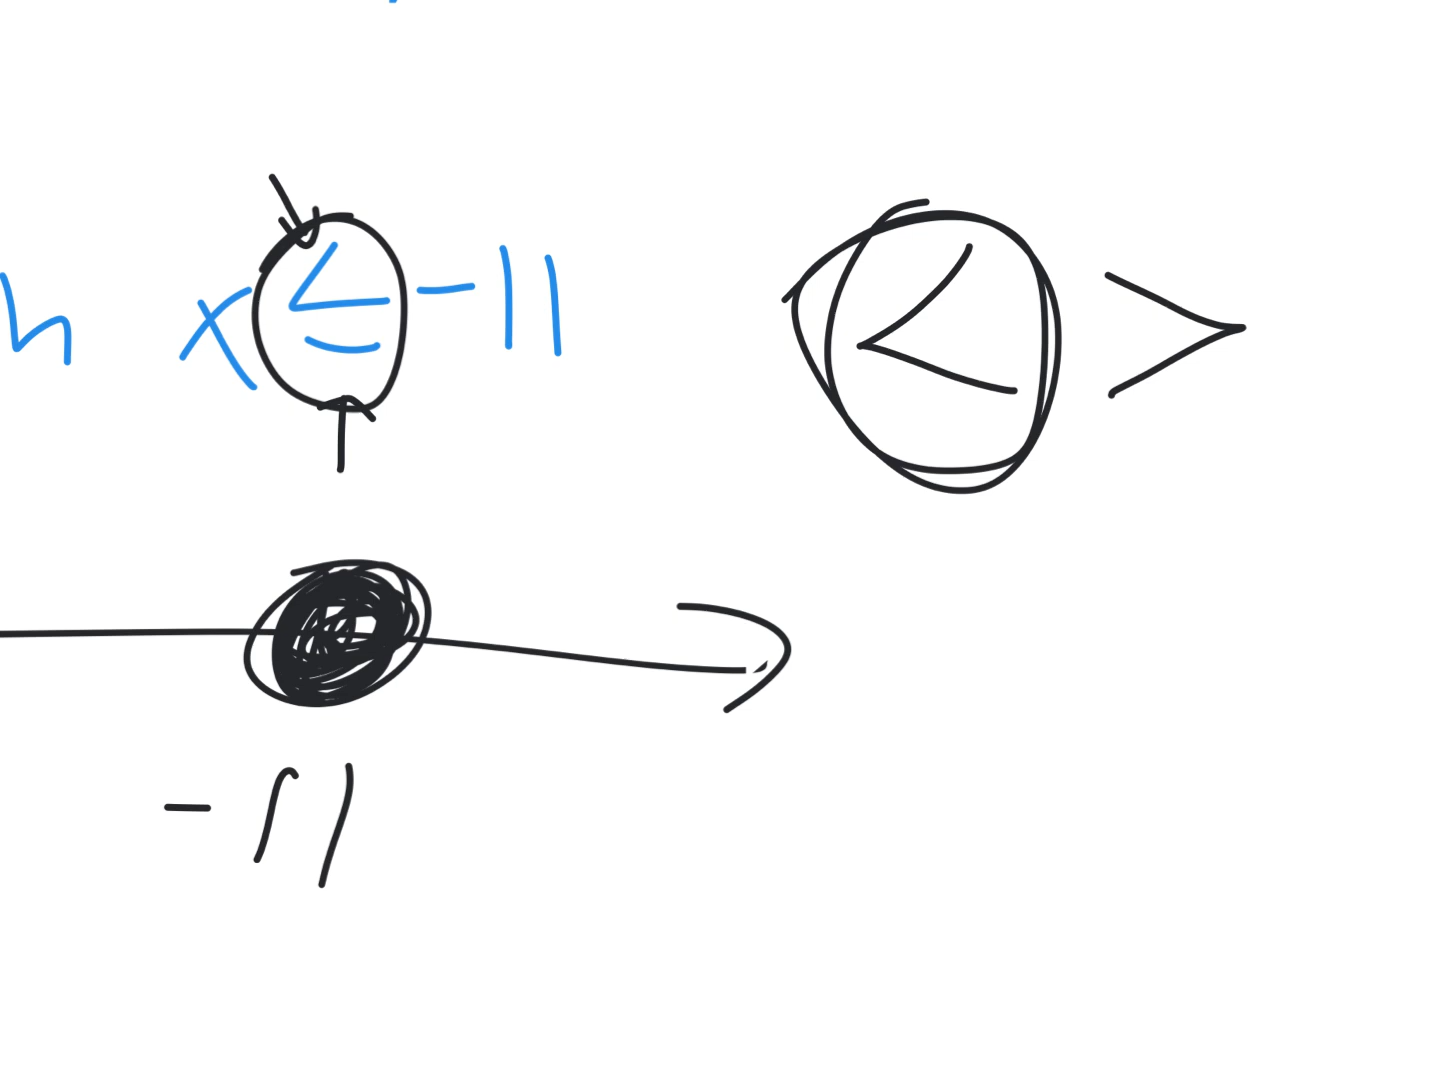 h x ≤ -11 < >
-11